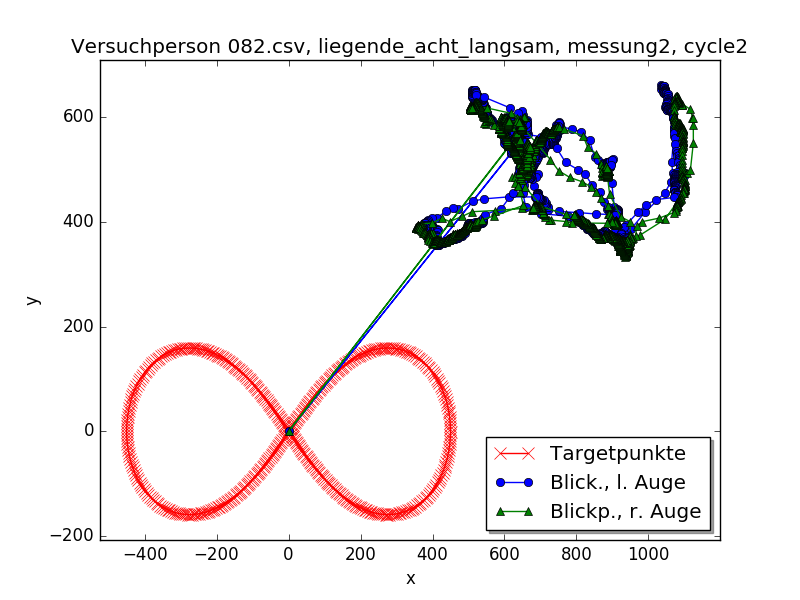 Versuchperson 082.csv, liegende_acht_langsam, messung2, cycle2
600
400
200
0
−200
y
−400 −200 0 200 400 600 800 1000
x
Targetpunkte
Blick., l. Auge
Blickp., r. Auge